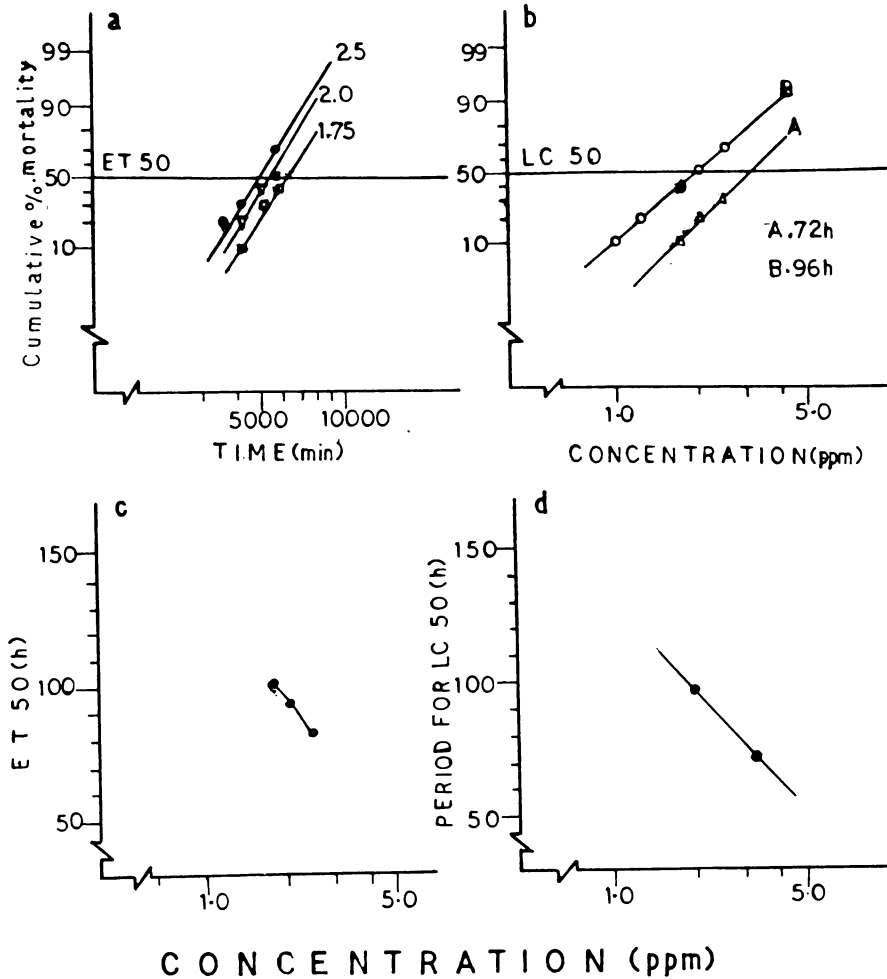 a
Cumulative %.mortality
99
90
50
10
ET 50
2.5
2.0
1.75
5000
10000
TIME(min)
b
99
90
50
10
LC 50
B
A
A.72h
B.96h
1.0
5.0
CONCENTRATION(ppm)
c
ET 50(h)
150
100
50
1.0
5.0
d
PERIOD FOR LC 50(h)
150
100
50
1.0
5.0
CONCENTRATION (ppm)